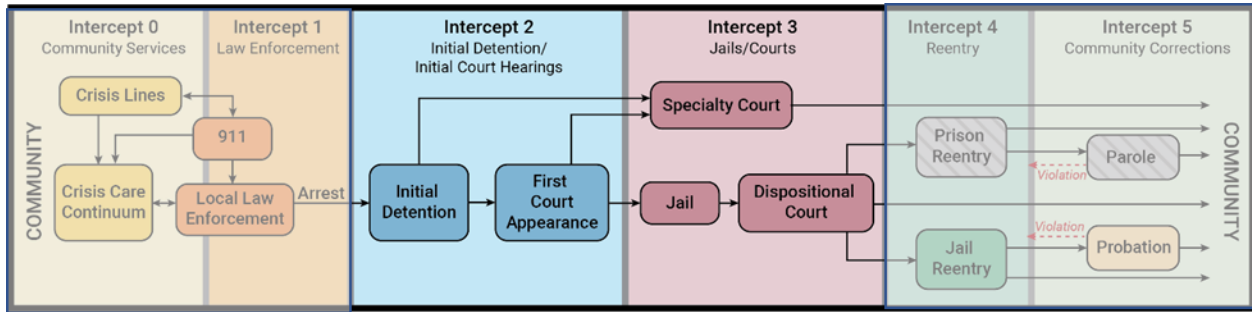 Intercept 0
Community Services
Intercept 1
Law Enforcement
Intercept 2
Initial Detention/
Initial Court Hearings
Intercept 3
Jails/Courts
Intercept 4
Reentry
Intercept 5
Community Corrections
COMMUNITY
Crisis Lines
911
Crisis Care
Continuum
Local Law
Enforcement
Arrest
Initial
Detention
First
Court
Appearance
Specialty Court
Jail
Dispositional
Court
Prison
Reentry
Parole
Violation
Violation
Jail
Reentry
Probation
COMMUNITY